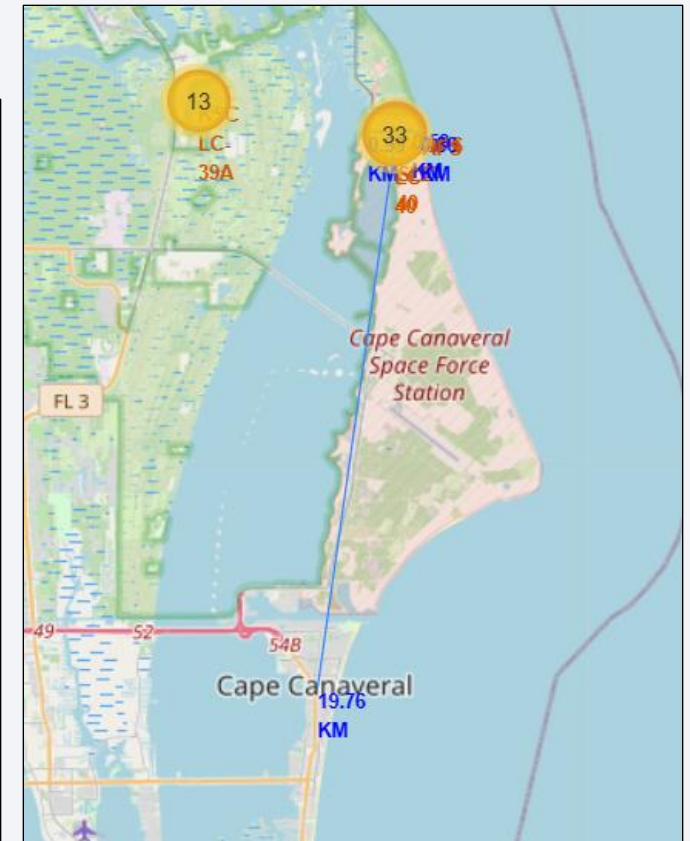 13
LC-
39A
33
KM
KM
40
Cape Canaveral
Space Force
Station
FL 3
49
52
54B
Cape Canaveral
19.76
KM